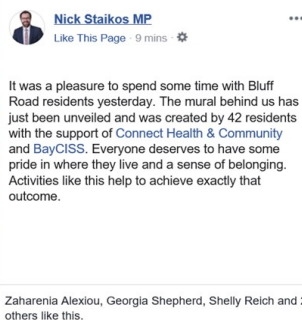 Nick Staikos MP
Like This Page · 9 mins ·
It was a pleasure to spend some time with Bluff
Road residents yesterday. The mural behind us has
just been unveiled and was created by 42 residents
with the support of Connect Health & Community
and BayCISS. Everyone deserves to have some
pride in where they live and a sense of belonging.
Activities like this help to achieve exactly that
outcome.
Zaharenia Alexiou, Georgia Shepherd, Shelly Reich and
others like this.